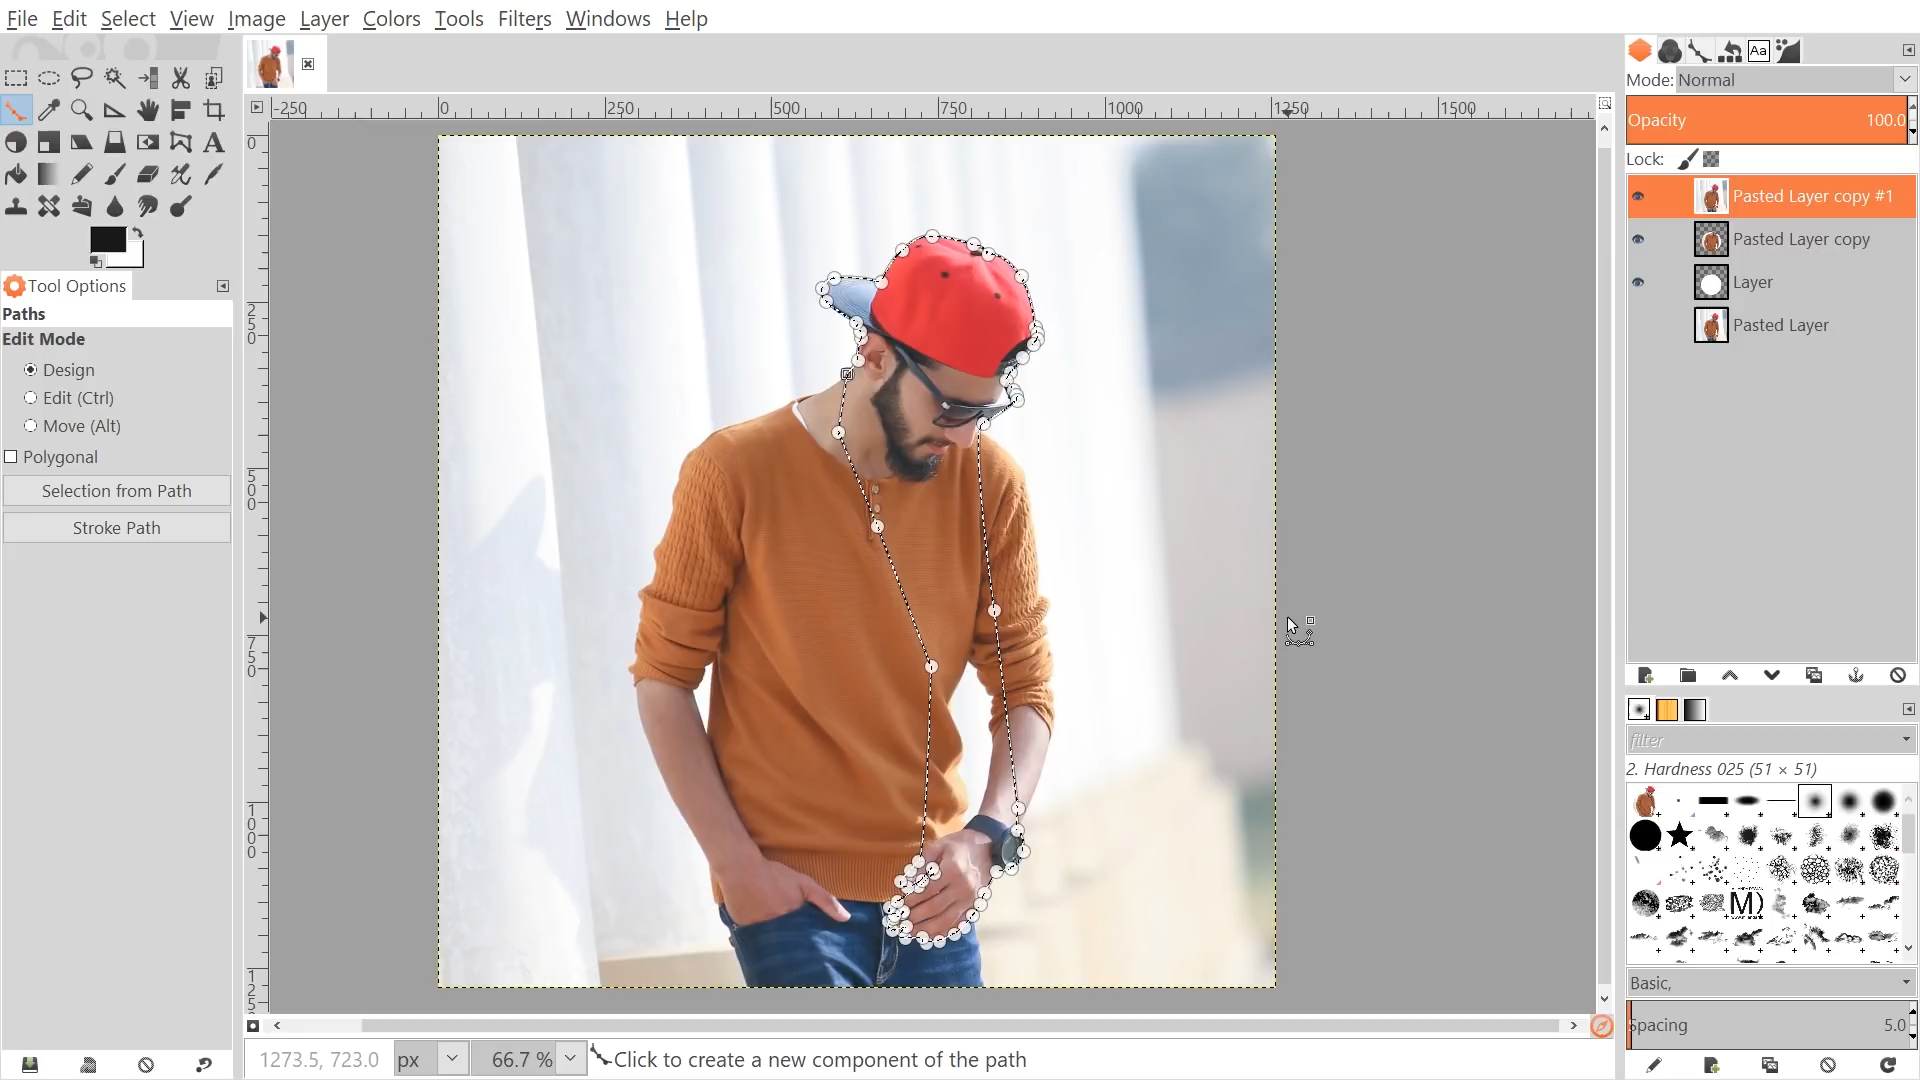 File Edit Select View Image Layer Colors Tools Filters Windows Help
Mode: Normal
-250 0 250 500 750 1000 1250 1500
Opacity 100.0
Lock:
Pasted Layer copy #1
Pasted Layer copy
Layer
Pasted Layer
Tool Options
Paths
Edit Mode
Design
Edit (Ctrl)
Move (Alt)
Polygonal
Selection from Path
Stroke Path
0
250
500
750
1000
125
filter
2. Hardness 025 (51 × 51)
Basic,
Spacing 5.0
1273.5, 723.0 px 66.7 % Click to create a new component of the path